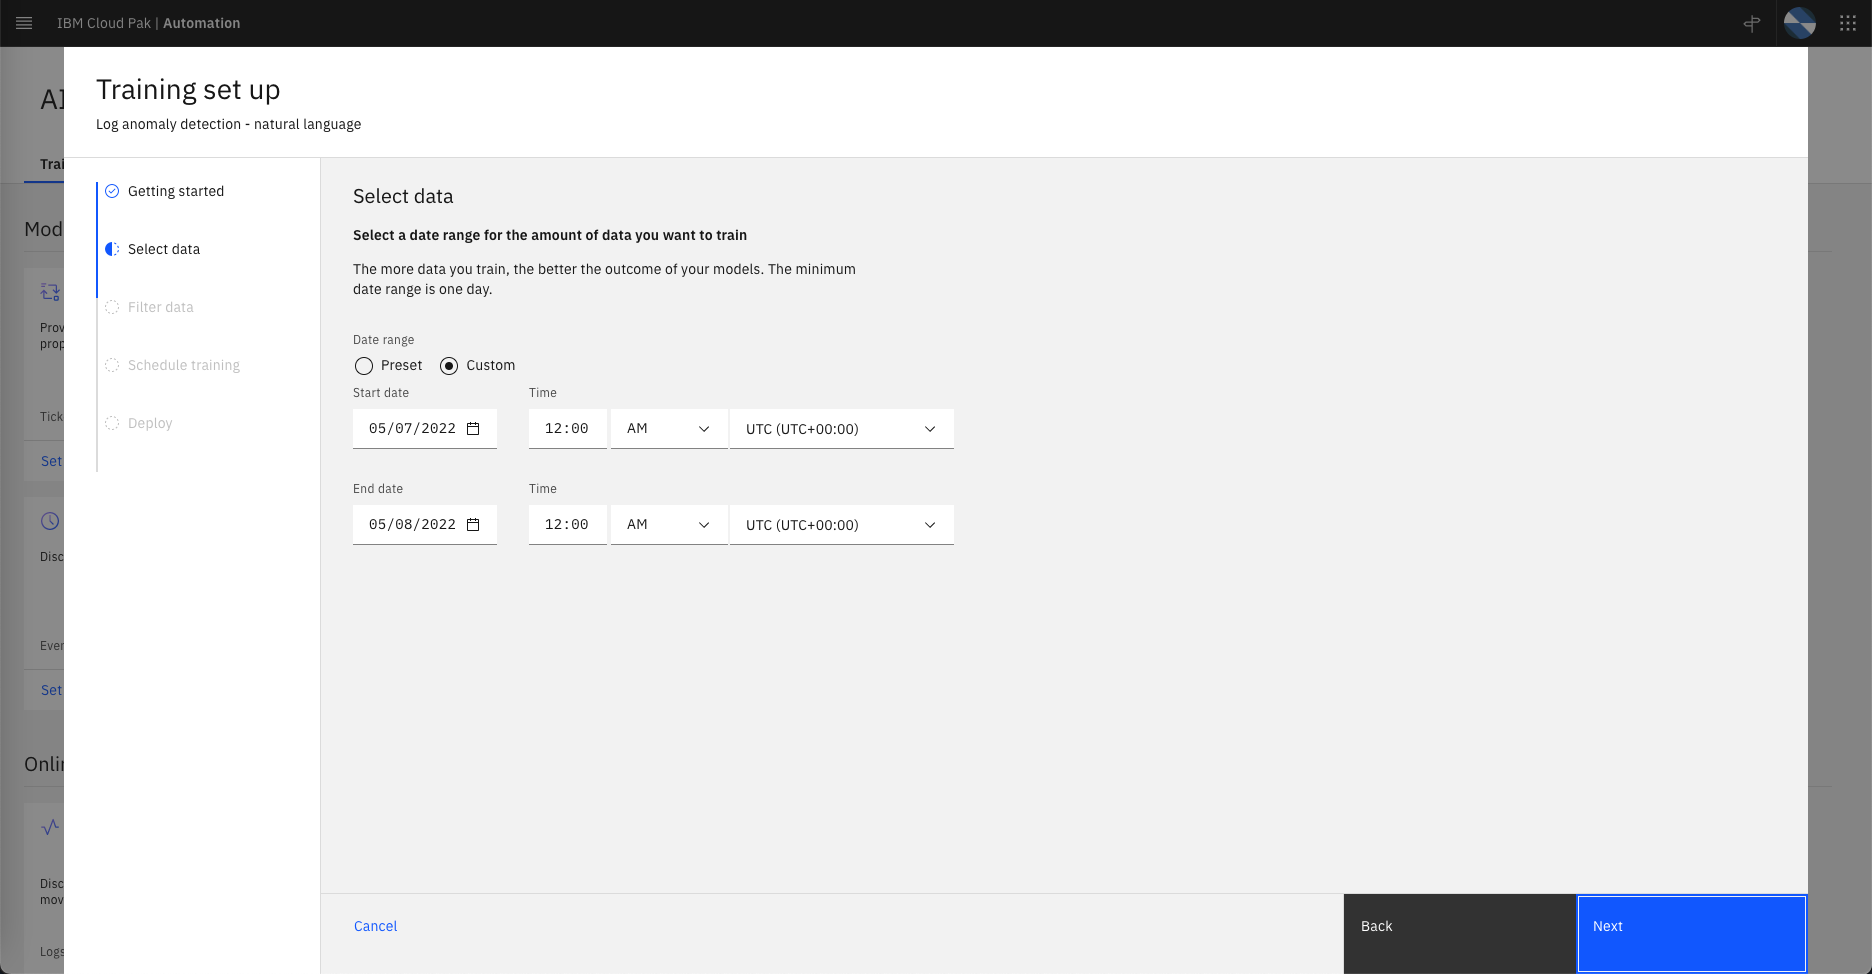 IBM Cloud Pak | Automation
AI
Training set up
Log anomaly detection - natural language
Trai
Getting started
Select data
Filter data
Schedule training
Deploy
Select data
Select a date range for the amount of data you want to train
The more data you train, the better the outcome of your models. The minimum
date range is one day.
Date range
Preset
Custom
Start date
Time
05/07/2022
12:00
AM
UTC (UTC+00:00)
End date
Time
05/08/2022
12:00
AM
UTC (UTC+00:00)
Mod
Prov
prop
Tick
Set
Disc
Ever
Set
Onlin
Disc
mov
Logs
Cancel
Back
Next